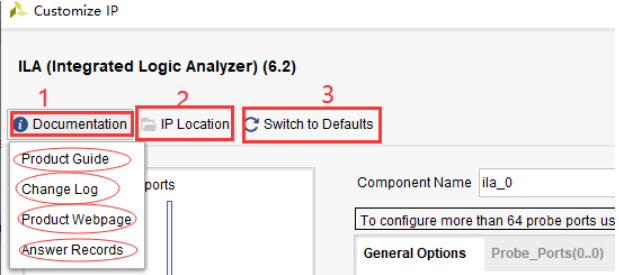 Customize IP
ILA (Integrated Logic Analyzer) (6.2)
1 2 3
Documentation IP Location Switch to Defaults
Product Guide
Change Log
Product Webpage
Answer Records
ports
Component Name ila_0
To configure more than 64 probe ports us
General Options Probe_Ports(0..0)